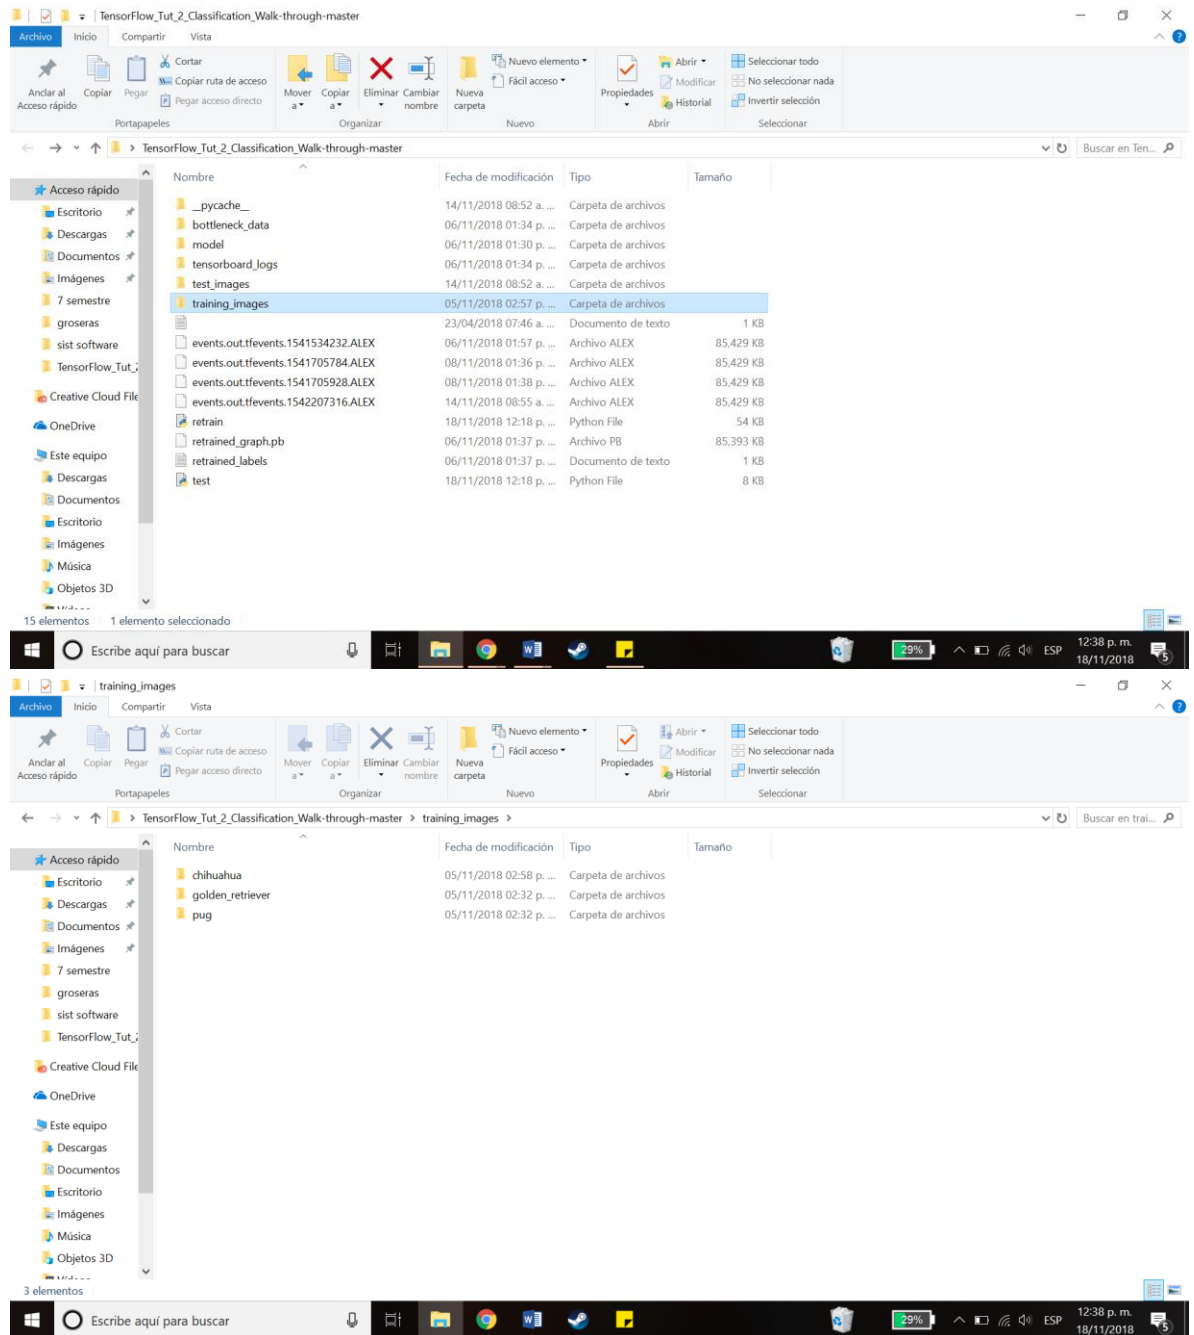 TensorFlow_Tut_2_Classification_Walk-through-master
Archivo Inicio Compartir Vista
Andar al Acceso rápido
Copiar
Pegar
Cortar
Copiar ruta de acceso
Pegar acceso directo
Mover a
Copiar a
Eliminar
Cambiar nombre
Nueva carpeta
Nuevo elemento
Fácil acceso
Propiedades
Abrir
Modificar
Historial
Seleccionar todo
No seleccionar nada
Invertir selección
Portapapeles Organizar Nuevo Abrir Seleccionar
TensorFlow_Tut_2_Classification_Walk-through-master
Buscar en Ten...
Acceso rápido
Escritorio
Descargas
Documentos
Imágenes
7 semestre
groseras
sist software
TensorFlow_Tut_2
Creative Cloud File
OneDrive
Este equipo
Descargas
Documentos
Escritorio
Imágenes
Música
Objetos 3D
Nombre Fecha de modificación Tipo Tamaño
__pycache__ 14/11/2018 08:52 a. ... Carpeta de archivos
bottleneck_data 06/11/2018 01:34 p. ... Carpeta de archivos
model 06/11/2018 01:30 p. ... Carpeta de archivos
tensorboard_logs 06/11/2018 01:34 p. ... Carpeta de archivos
test_images 14/11/2018 08:52 a. ... Carpeta de archivos
training_images 05/11/2018 02:57 p. ... Carpeta de archivos
23/04/2018 07:46 a. ... Documento de texto 1 KB
events.out.tfevents.1541534232.ALEX 06/11/2018 01:57 p. ... Archivo ALEX 85,429 KB
events.out.tfevents.1541705784.ALEX 08/11/2018 01:36 p. ... Archivo ALEX 85,429 KB
events.out.tfevents.1541705928.ALEX 08/11/2018 01:38 p. ... Archivo ALEX 85,429 KB
events.out.tfevents.1542207316.ALEX 14/11/2018 08:55 a. ... Archivo ALEX 85,429 KB
retrain 18/11/2018 12:18 p. ... Python File 54 KB
retrained_graph.pb 06/11/2018 01:37 p. ... Archivo PB 85,393 KB
retrained_labels 06/11/2018 01:37 p. ... Documento de texto 1 KB
test 18/11/2018 12:18 p. ... Python File 8 KB
15 elementos 1 elemento seleccionado
Escribe aquí para buscar
29%
ESP
12:38 p. m.
18/11/2018
5
training_images
Archivo Inicio Compartir Vista
Andar al Acceso rápido
Copiar
Pegar
Cortar
Copiar ruta de acceso
Pegar acceso directo
Mover a
Copiar a
Eliminar
Cambiar nombre
Nueva carpeta
Nuevo elemento
Fácil acceso
Propiedades
Abrir
Modificar
Historial
Seleccionar todo
No seleccionar nada
Invertir selección
Portapapeles Organizar Nuevo Abrir Seleccionar
TensorFlow_Tut_2_Classification_Walk-through-master > training_images >
Buscar en trai...
Acceso rápido
Escritorio
Descargas
Documentos
Imágenes
7 semestre
groseras
sist software
TensorFlow_Tut_2
Creative Cloud File
OneDrive
Este equipo
Descargas
Documentos
Escritorio
Imágenes
Música
Objetos 3D
Nombre Fecha de modificación Tipo Tamaño
chihuahua 05/11/2018 02:58 p. ... Carpeta de archivos
golden_retriever 05/11/2018 02:32 p. ... Carpeta de archivos
pug 05/11/2018 02:32 p. ... Carpeta de archivos
3 elementos
Escribe aquí para buscar
29%
ESP
12:38 p. m.
18/11/2018
5